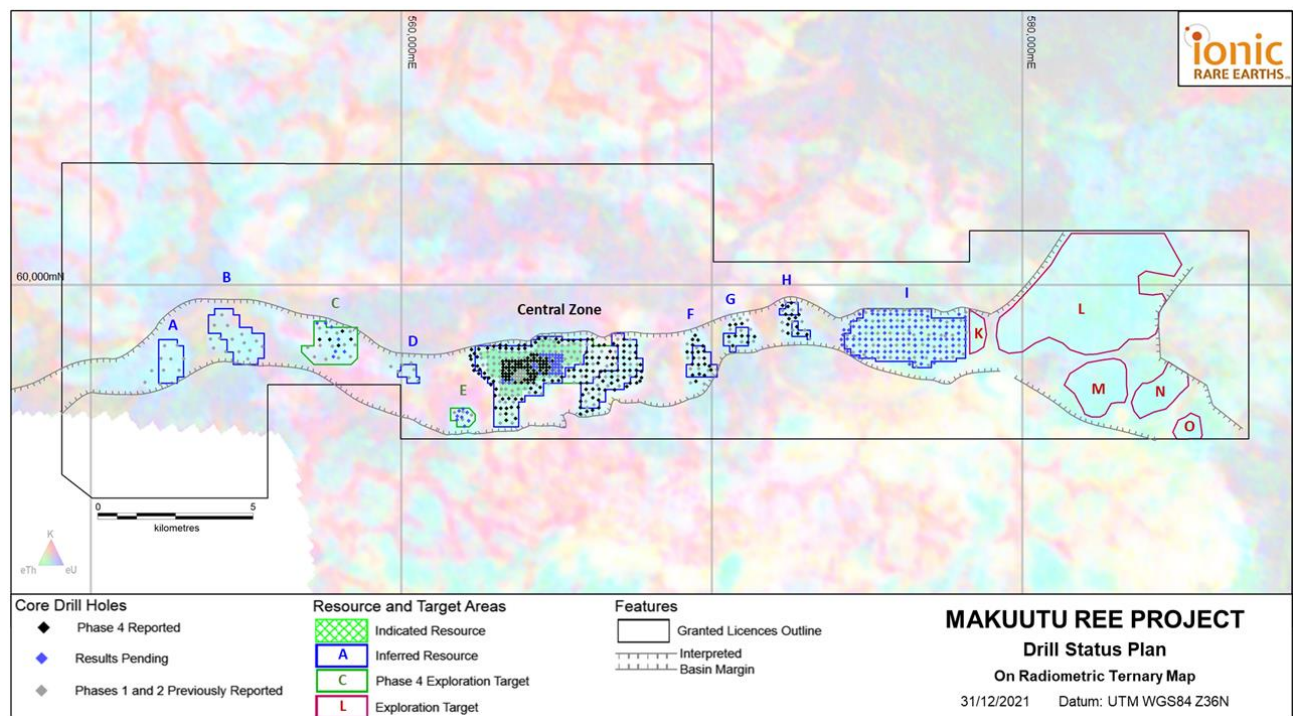 560,000mE
580,000mE
ionic
RARE EARTHS
60,000mN
A
B
C
D
E
Central Zone
F
G
H
I
K
L
M
N
O
0 5
kilometres
K
eTh eU
Core Drill Holes
Phase 4 Reported
Results Pending
Phases 1 and 2 Previously Reported
Resource and Target Areas
Indicated Resource
A Inferred Resource
C Phase 4 Exploration Target
L Exploration Target
Features
Granted Licences Outline
Interpreted
Basin Margin
MAKUUTU REE PROJECT
Drill Status Plan
On Radiometric Ternary Map
31/12/2021 Datum: UTM WGS84 Z36N